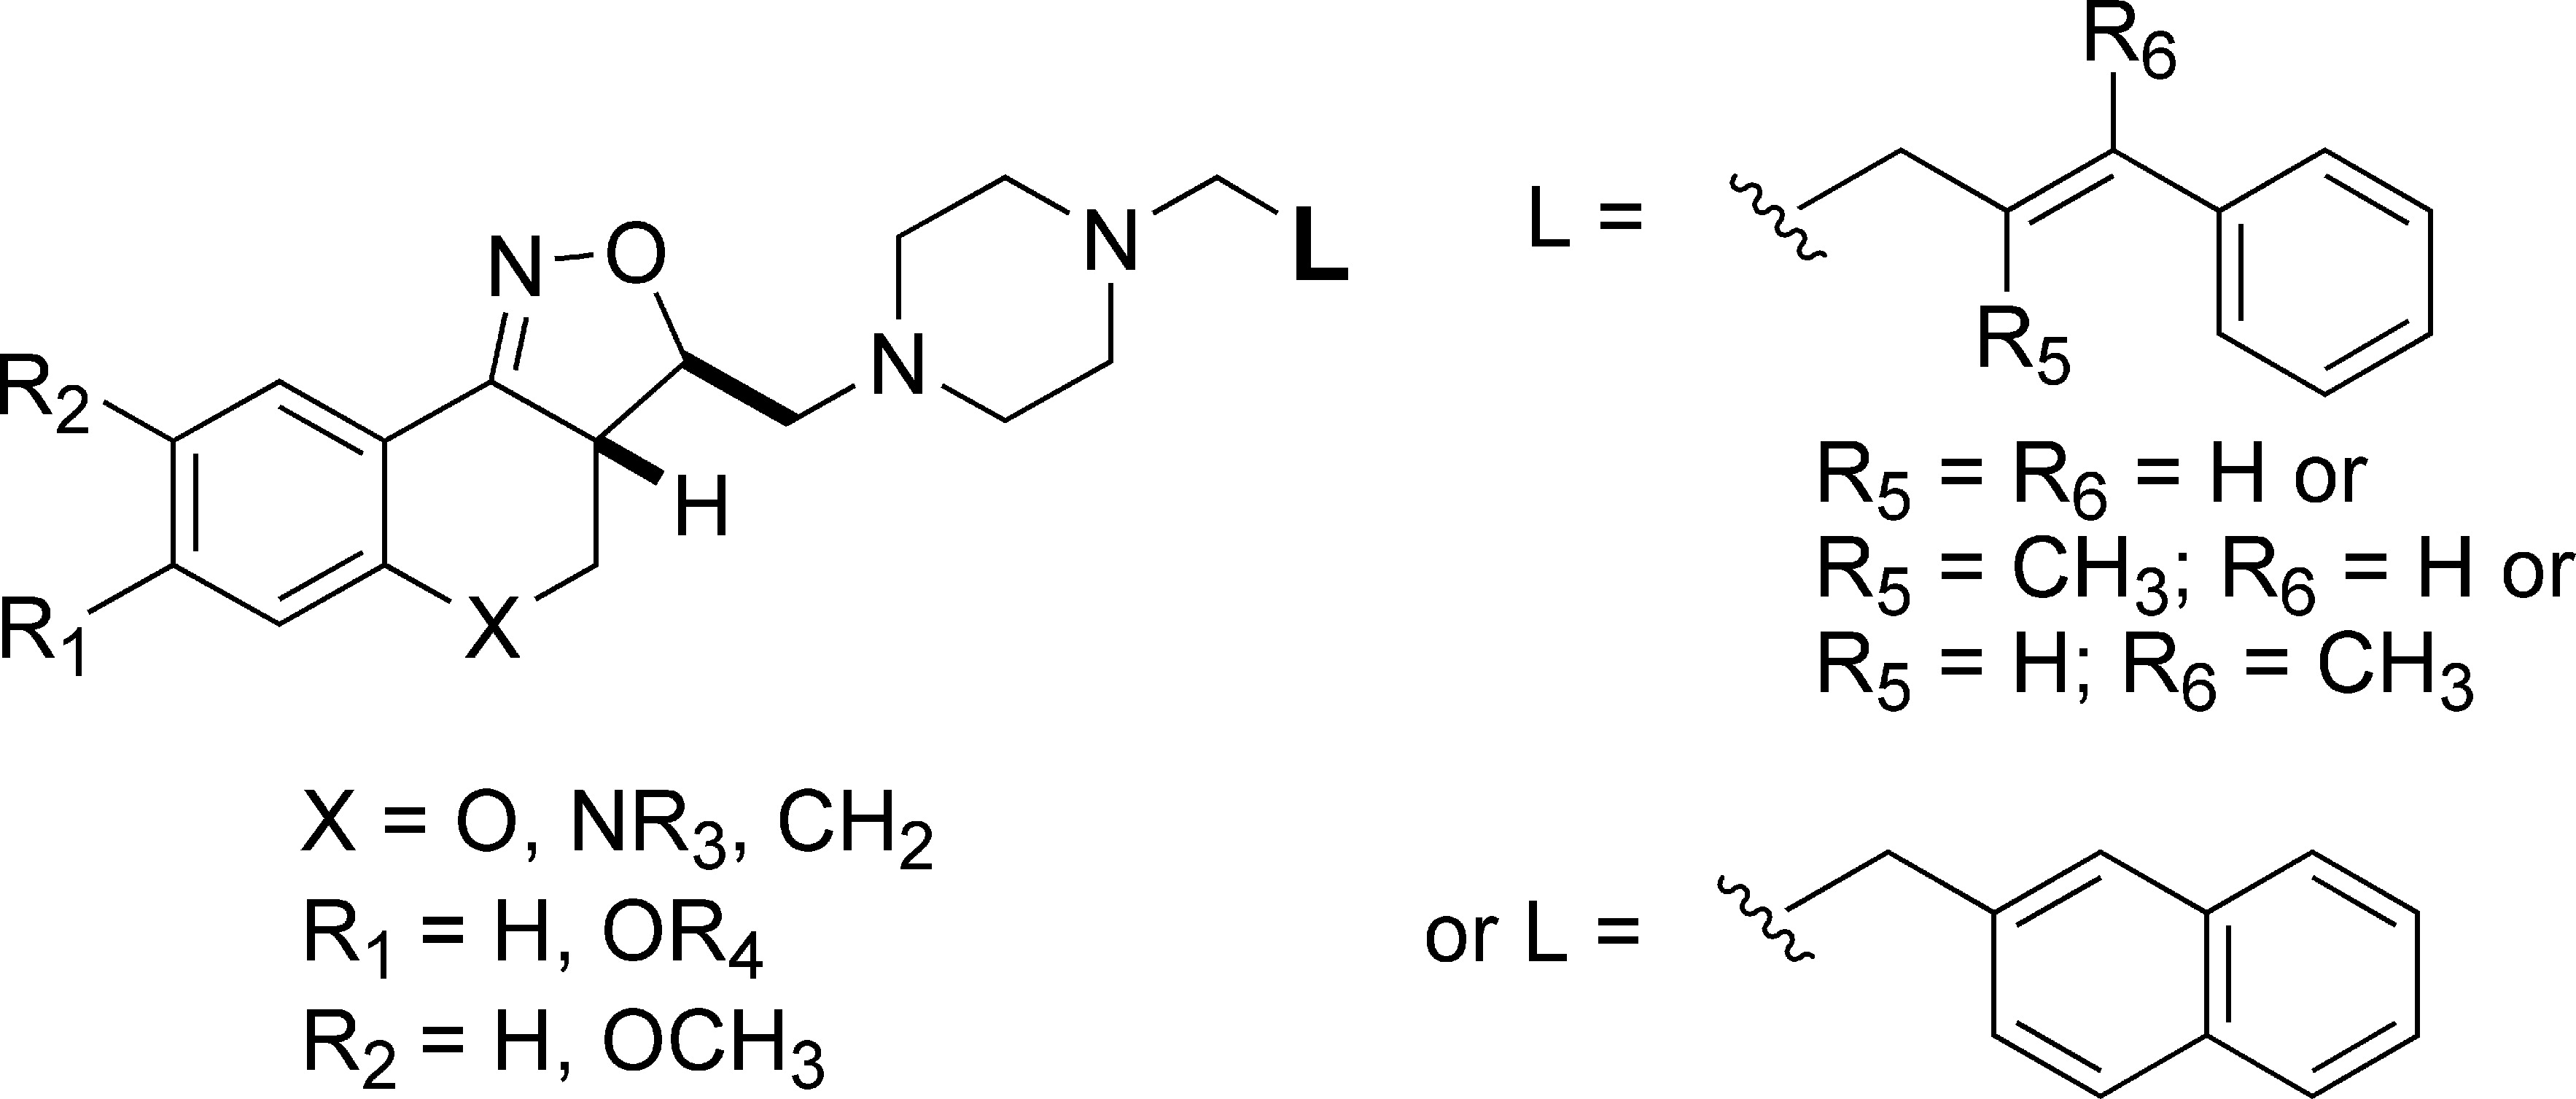 R6
N O
N
L
L =
R2
N
R5
H
R1
X
R5 = R6 = H or
R5 = CH3; R6 = H or
R5 = H; R6 = CH3
X = O, NR3, CH2
R1 = H, OR4
R2 = H, OCH3
or L =